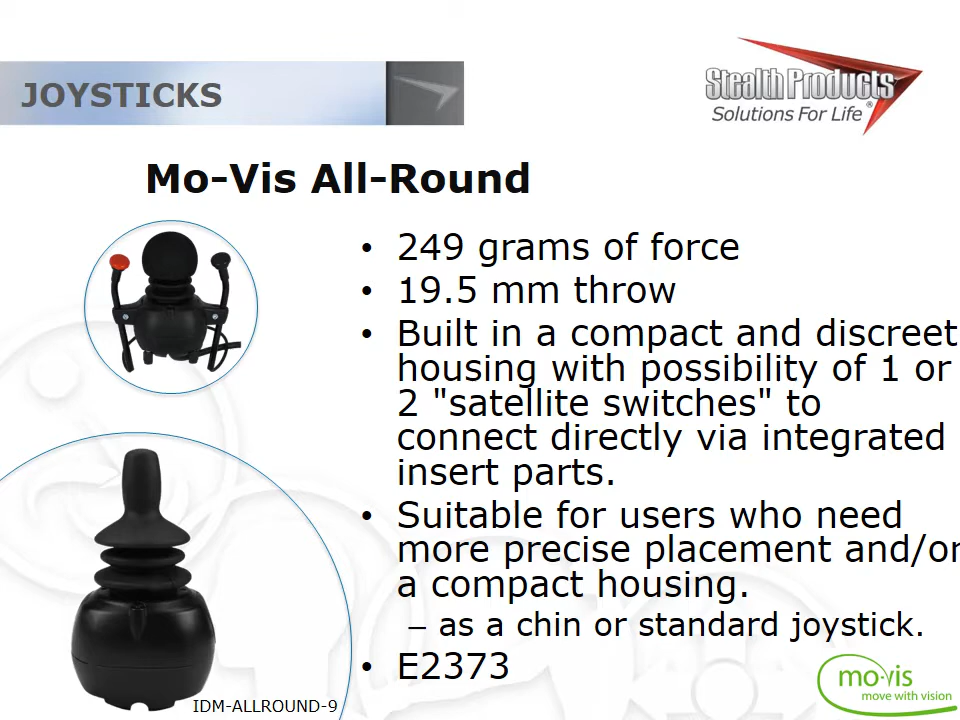 JOYSTICKS
Stealth Products
®
Solutions For Life
Mo-Vis All-Round
• 249 grams of force
• 19.5 mm throw
• Built in a compact and discreet
housing with possibility of 1 or
2 "satellite switches" to
connect directly via integrated
insert parts.
• Suitable for users who need
more precise placement and/or
a compact housing.
– as a chin or standard joystick.
• E2373
IDM-ALLROUND-9
mo·vis
move with vision